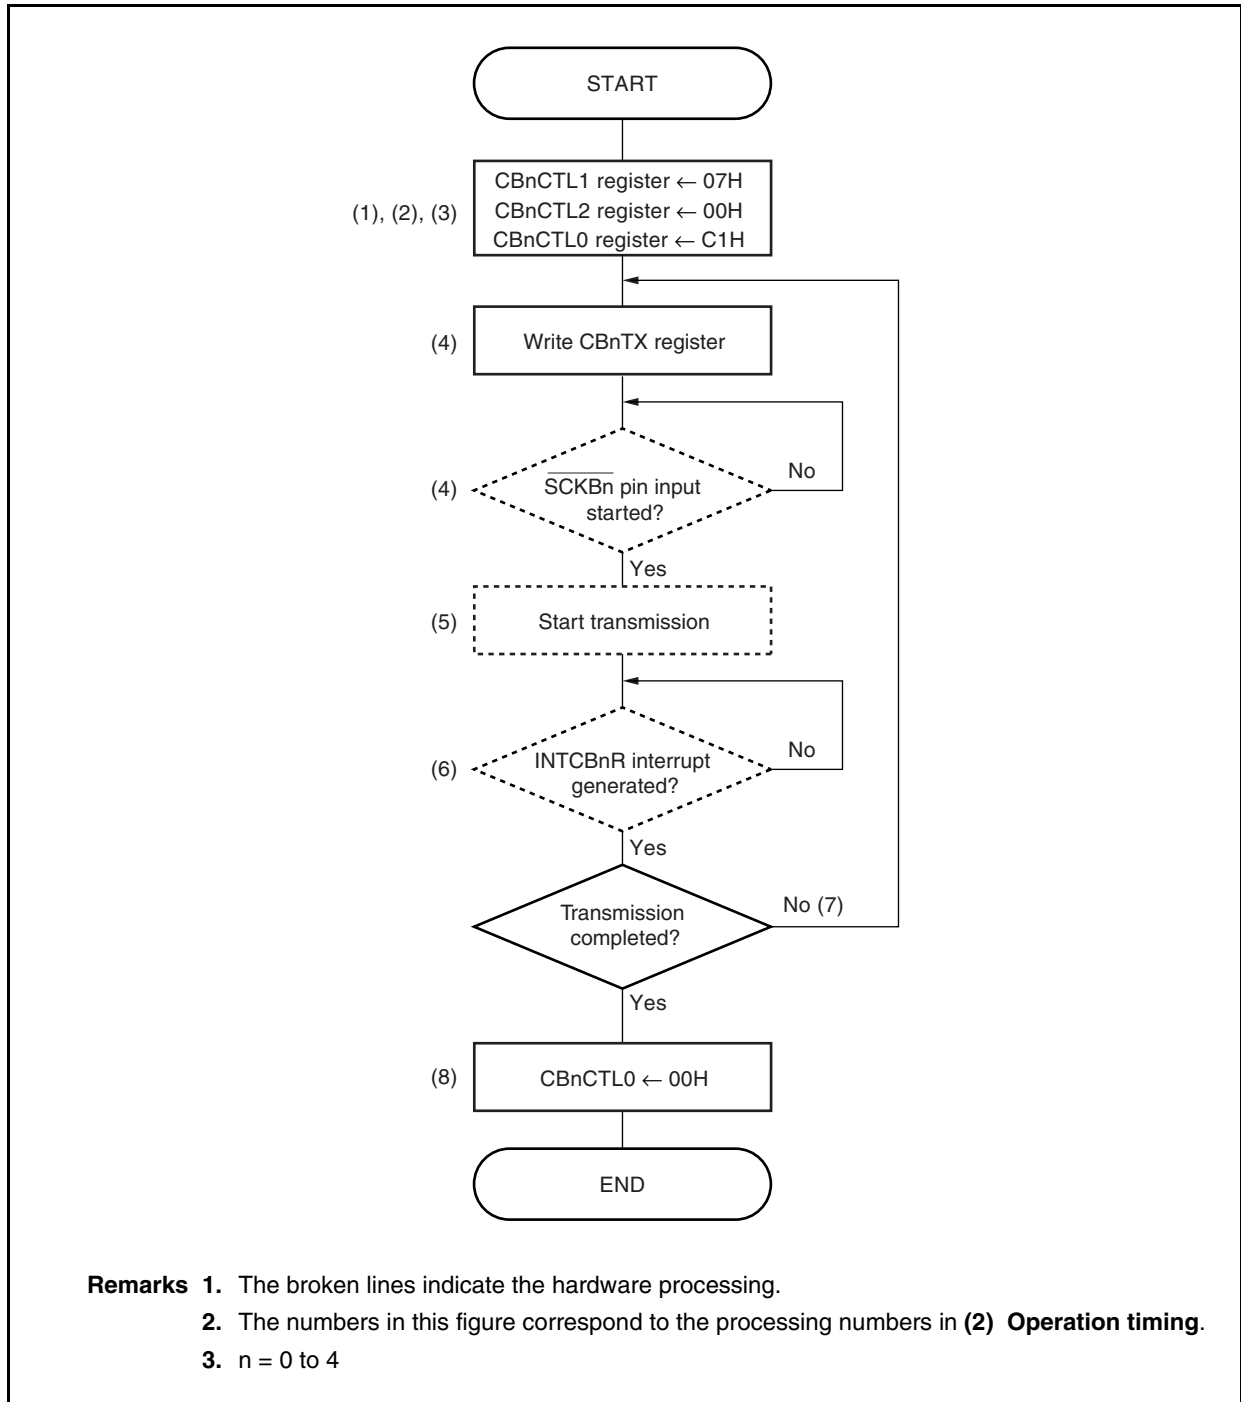 START
CBnCTL1 register ← 07H
(1), (2), (3) CBnCTL2 register ← 00H
CBnCTL0 register ← C1H
(4) Write CBnTX register
(4) SCKBn pin input No
started?
Yes
(5) Start transmission
(6) INTCBnR interrupt No
generated?
Yes
Transmission No (7)
completed?
Yes
(8) CBnCTL0 ← 00H
END
Remarks 1. The broken lines indicate the hardware processing.
2. The numbers in this figure correspond to the processing numbers in (2) Operation timing.
3. n = 0 to 4